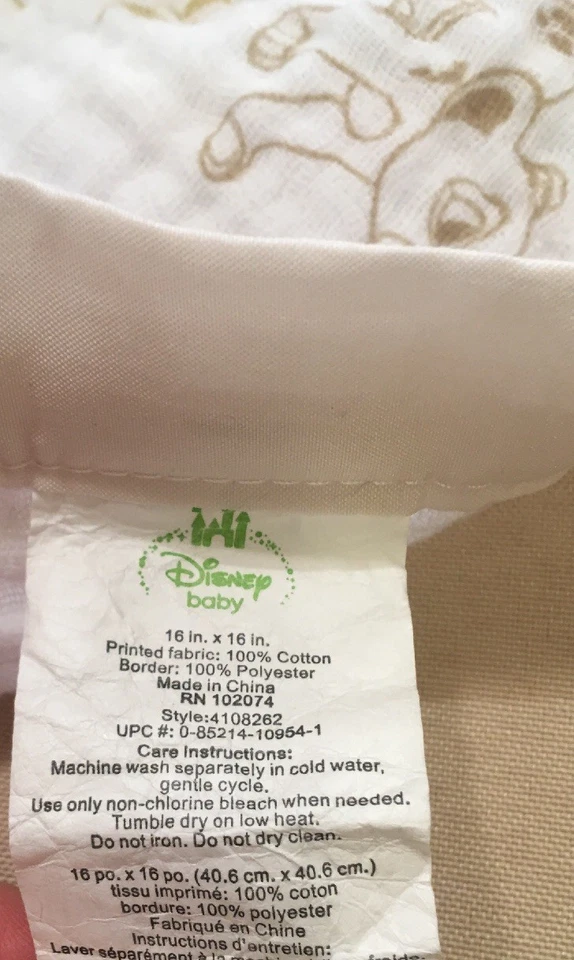 Disney
baby
16 in. x 16 in.
Printed fabric: 100% Cotton
Border: 100% Polyester
Made in China
RN 102074
Style:4108262
UPC #: 0-85214-10954-1
Care Instructions:
Machine wash separately in cold water,
gentle cycle.
Use only non-chlorine bleach when needed.
Tumble dry on low heat.
Do not iron. Do not dry clean.
16 po. x 16 po. (40.6 cm. x 40.6 cm.)
tissu imprimé: 100% coton
bordure: 100% polyester
Fabriqué en Chine
Instructions d'entretien:
Laver séparément à la